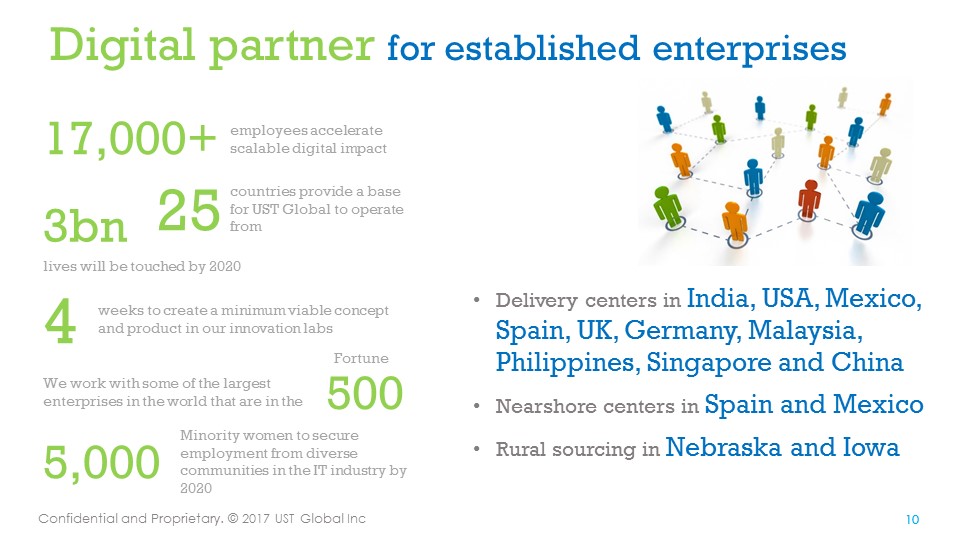 Digital partner for established enterprises
17,000+
employees accelerate
scalable digital impact
3bn
lives will be touched by 2020
25
countries provide a base
for UST Global to operate
from
4
weeks to create a minimum viable concept
and product in our innovation labs
We work with some of the largest
enterprises in the world that are in the
Fortune
500
5,000
Minority women to secure
employment from diverse
communities in the IT industry by
2020
• Delivery centers in India, USA, Mexico,
Spain, UK, Germany, Malaysia,
Philippines, Singapore and China
• Nearshore centers in Spain and Mexico
• Rural sourcing in Nebraska and Iowa
Confidential and Proprietary. © 2017 UST Global Inc
10